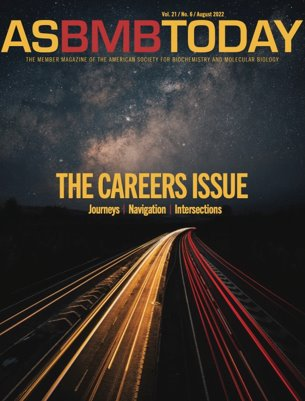 Vol. 21 / No. 6 / August 2022
ASBMBTODAY
THE MEMBER MAGAZINE OF THE AMERICAN SOCIETY FOR BIOCHEMISTRY AND MOLECULAR BIOLOGY
THE CAREERS ISSUE
Journeys | Navigation | Intersections